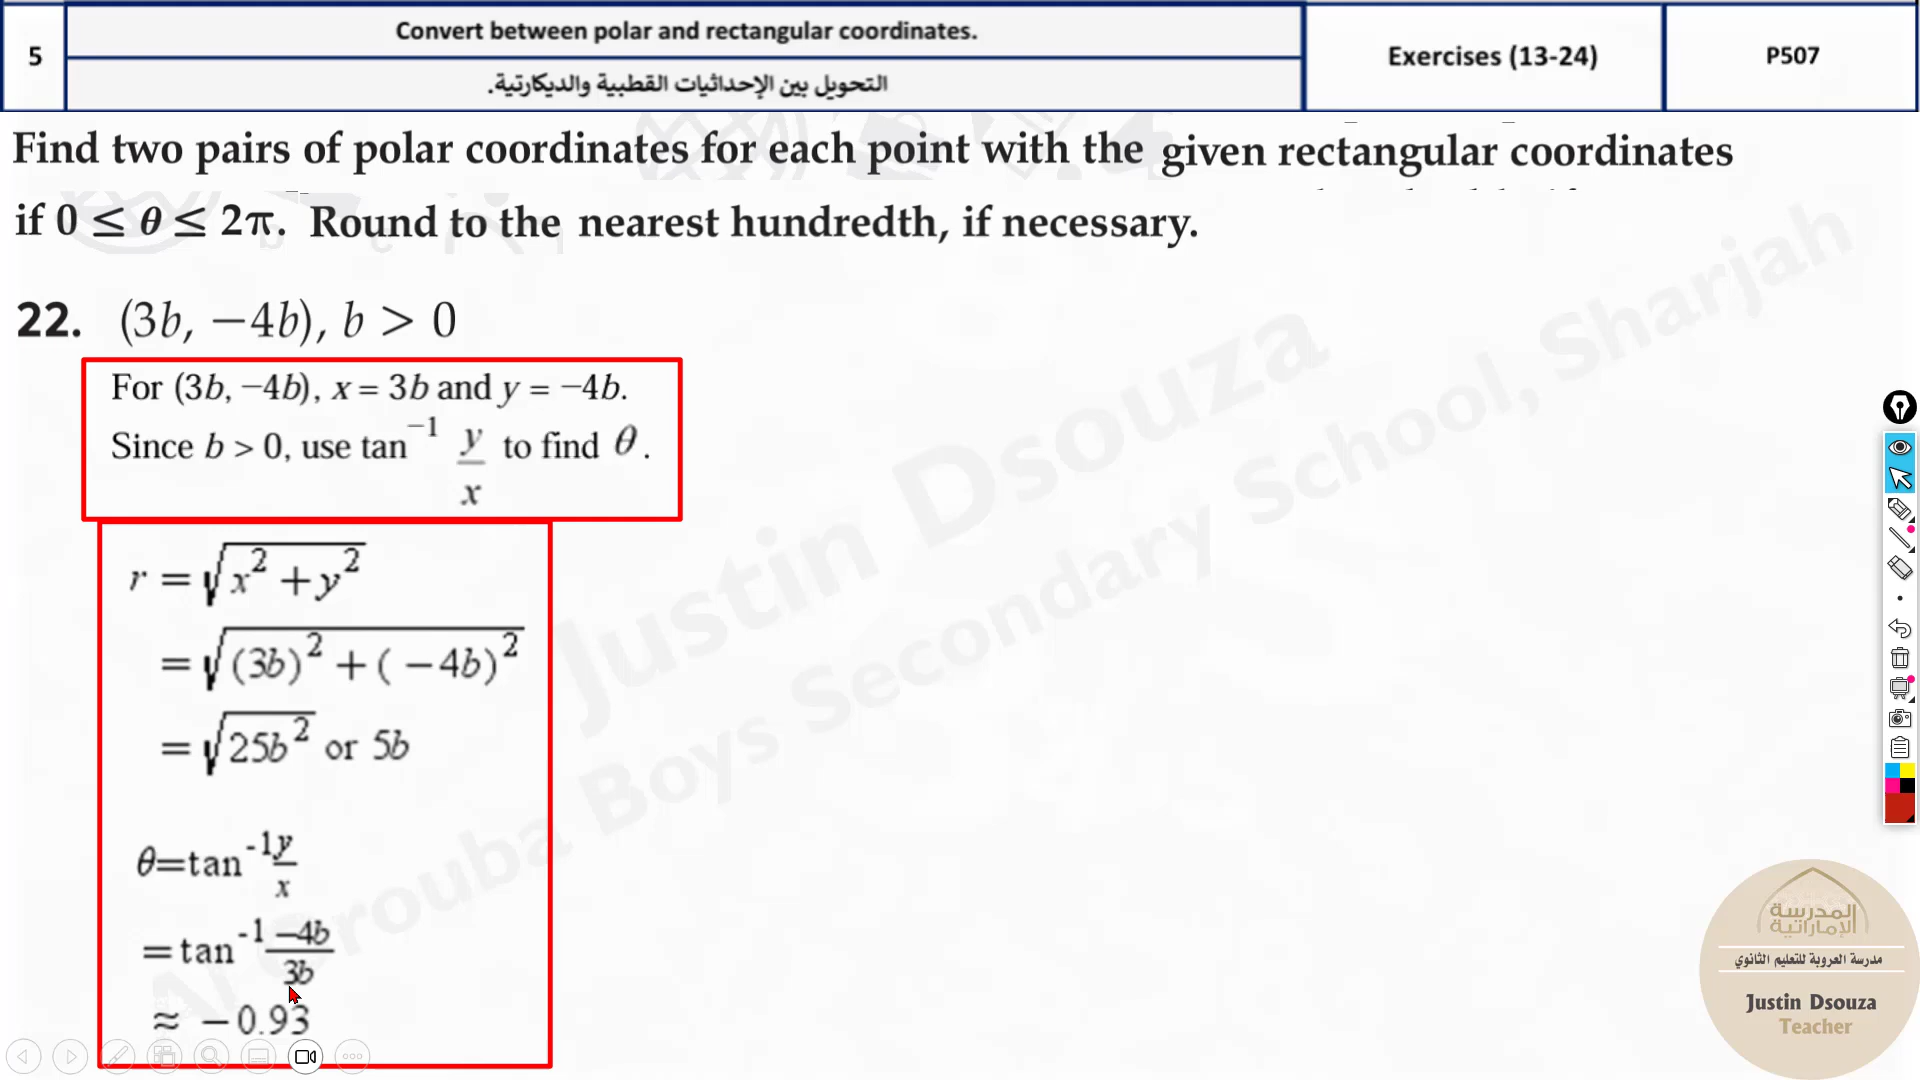 5
Convert between polar and rectangular coordinates.
التحويل بين الإحداثيات القطبية والديكارتية.
Exercises (13-24)
P507
Find two pairs of polar coordinates for each point with the given rectangular coordinates
if 0 ≤ θ ≤ 2π. Round to the nearest hundredth, if necessary.
22. (3b, −4b), b > 0
For (3b, −4b), x = 3b and y = −4b.
Since b > 0, use tan⁻¹ y/x to find θ.
r = √(x² + y²)
= √((3b)² + (−4b)²)
= √(25b²) or 5b
θ=tan⁻¹ y/x
= tan⁻¹ −4b/3b
≈ −0.93
Justin Dsouza
Al Orouba Boys Secondary School, Sharjah
المدرسة
الإماراتية
مدرسة العروبة للتعليم الثانوي
Justin Dsouza
Teacher